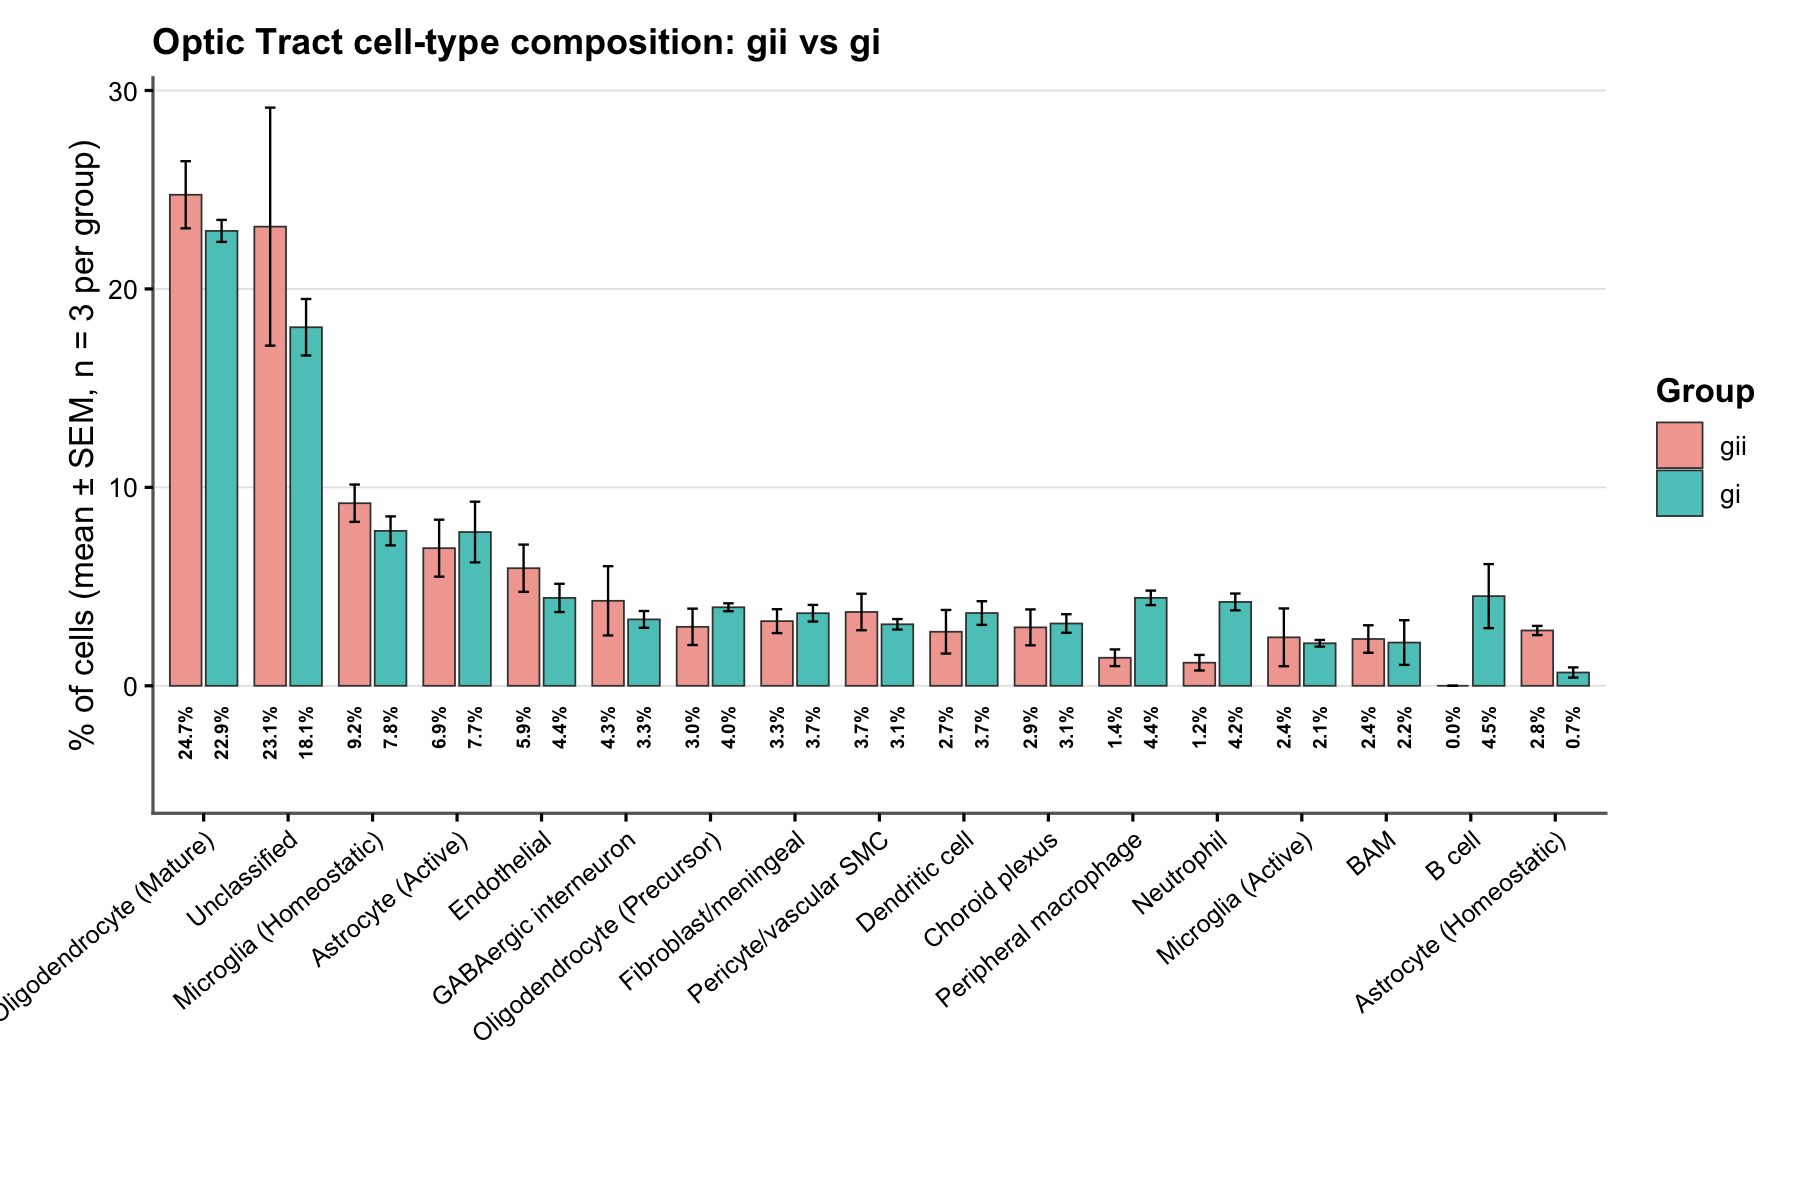 Optic Tract cell-type composition: gii vs gi
% of cells (mean ± SEM, n = 3 per group)
30
20
10
0
24.7% 22.9% 23.1% 18.1% 9.2% 7.8% 6.9% 7.7% 5.9% 4.4% 4.3% 3.3% 3.0% 4.0% 3.3% 3.7% 3.7% 3.1% 2.7% 3.7% 2.9% 3.1% 1.4% 4.4% 1.2% 4.2% 2.4% 2.1% 2.4% 2.2% 0.0% 4.5% 2.8% 0.7%
Oligodendrocyte (Mature)
Unclassified
Microglia (Homeostatic)
Astrocyte (Active)
Endothelial
GABAergic interneuron
Oligodendrocyte (Precursor)
Fibroblast/meningeal
Pericyte/vascular SMC
Dendritic cell
Choroid plexus
Peripheral macrophage
Neutrophil
Microglia (Active)
BAM
B cell
Astrocyte (Homeostatic)
Group
gii
gi